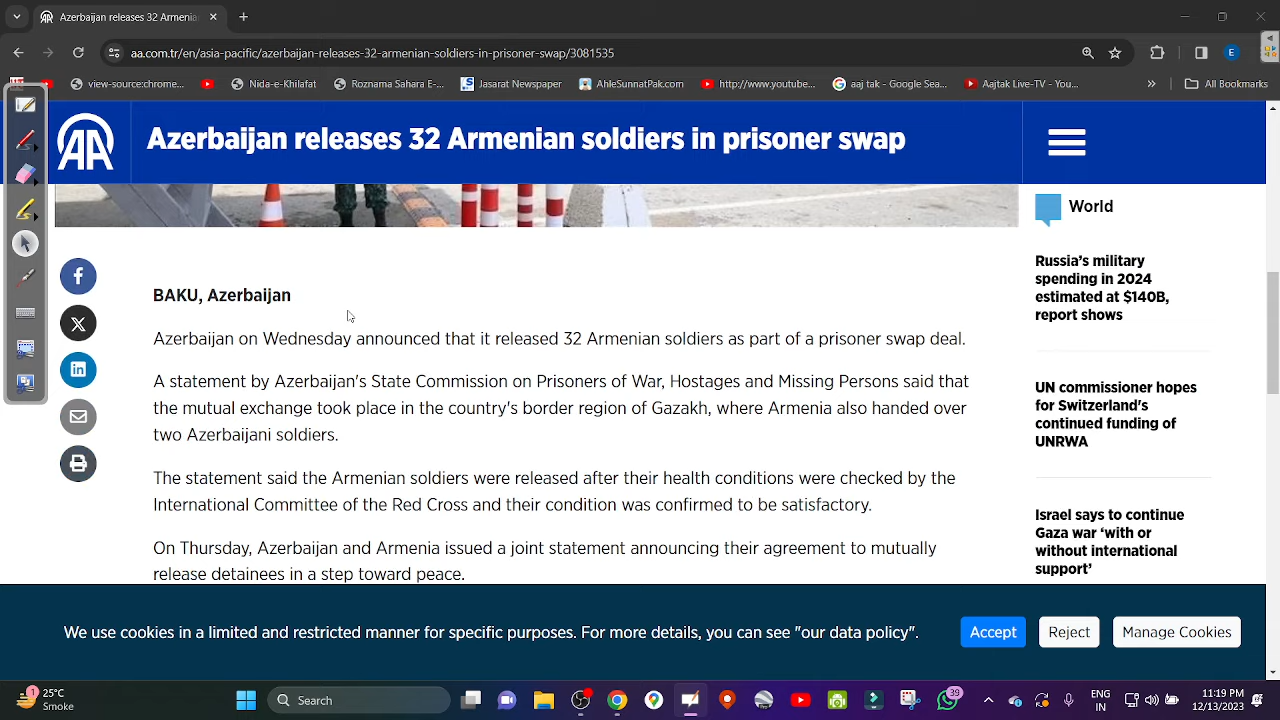 Azerbaijan releases 32 Armenian
aa.com.tr/en/asia-pacific/azerbaijan-releases-32-armenian-soldiers-in-prisoner-swap/3081535
E
view-source:chrome...
Nida-e-Khilafat
Roznama Sahara E...
Jasarat Newspaper
AhleSunnatPak.com
http://www.youtube...
aaj tak - Google Sea...
Aajtak Live-TV - You...
All Bookmarks
AA
Azerbaijan releases 32 Armenian soldiers in prisoner swap
World
Russia's military
spending in 2024
estimated at $140B,
report shows
UN commissioner hopes
for Switzerland's
continued funding of
UNRWA
Israel says to continue
Gaza war 'with or
without international
support'
BAKU, Azerbaijan
Azerbaijan on Wednesday announced that it released 32 Armenian soldiers as part of a prisoner swap deal.
A statement by Azerbaijan's State Commission on Prisoners of War, Hostages and Missing Persons said that
the mutual exchange took place in the country's border region of Gazakh, where Armenia also handed over
two Azerbaijani soldiers.
The statement said the Armenian soldiers were released after their health conditions were checked by the
International Committee of the Red Cross and their condition was confirmed to be satisfactory.
On Thursday, Azerbaijan and Armenia issued a joint statement announcing their agreement to mutually
release detainees in a step toward peace.
We use cookies in a limited and restricted manner for specific purposes. For more details, you can see "our data policy".
Accept
Reject
Manage Cookies
1
25°C
Smoke
Search
39
ENG
IN
11:19 PM
12/13/2023